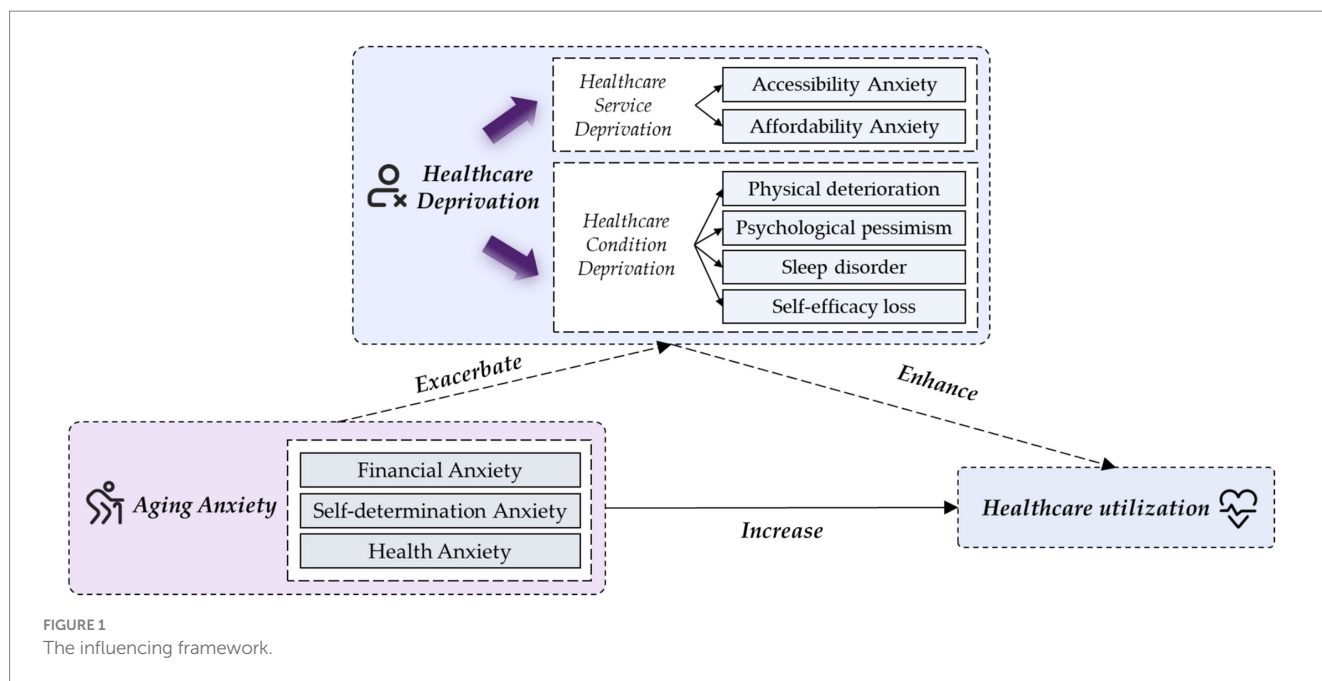 Healthcare
Service
Deprivation
Accessibility Anxiety
Affordability Anxiety
Healthcare
Deprivation
Healthcare
Condition
Deprivation
Physical deterioration
Psychological pessimism
Sleep disorder
Self-efficacy loss
Exacerbate
Enhance
Aging Anxiety
Financial Anxiety
Self-determination Anxiety
Health Anxiety
Increase
Healthcare utilization
FIGURE 1
The influencing framework.